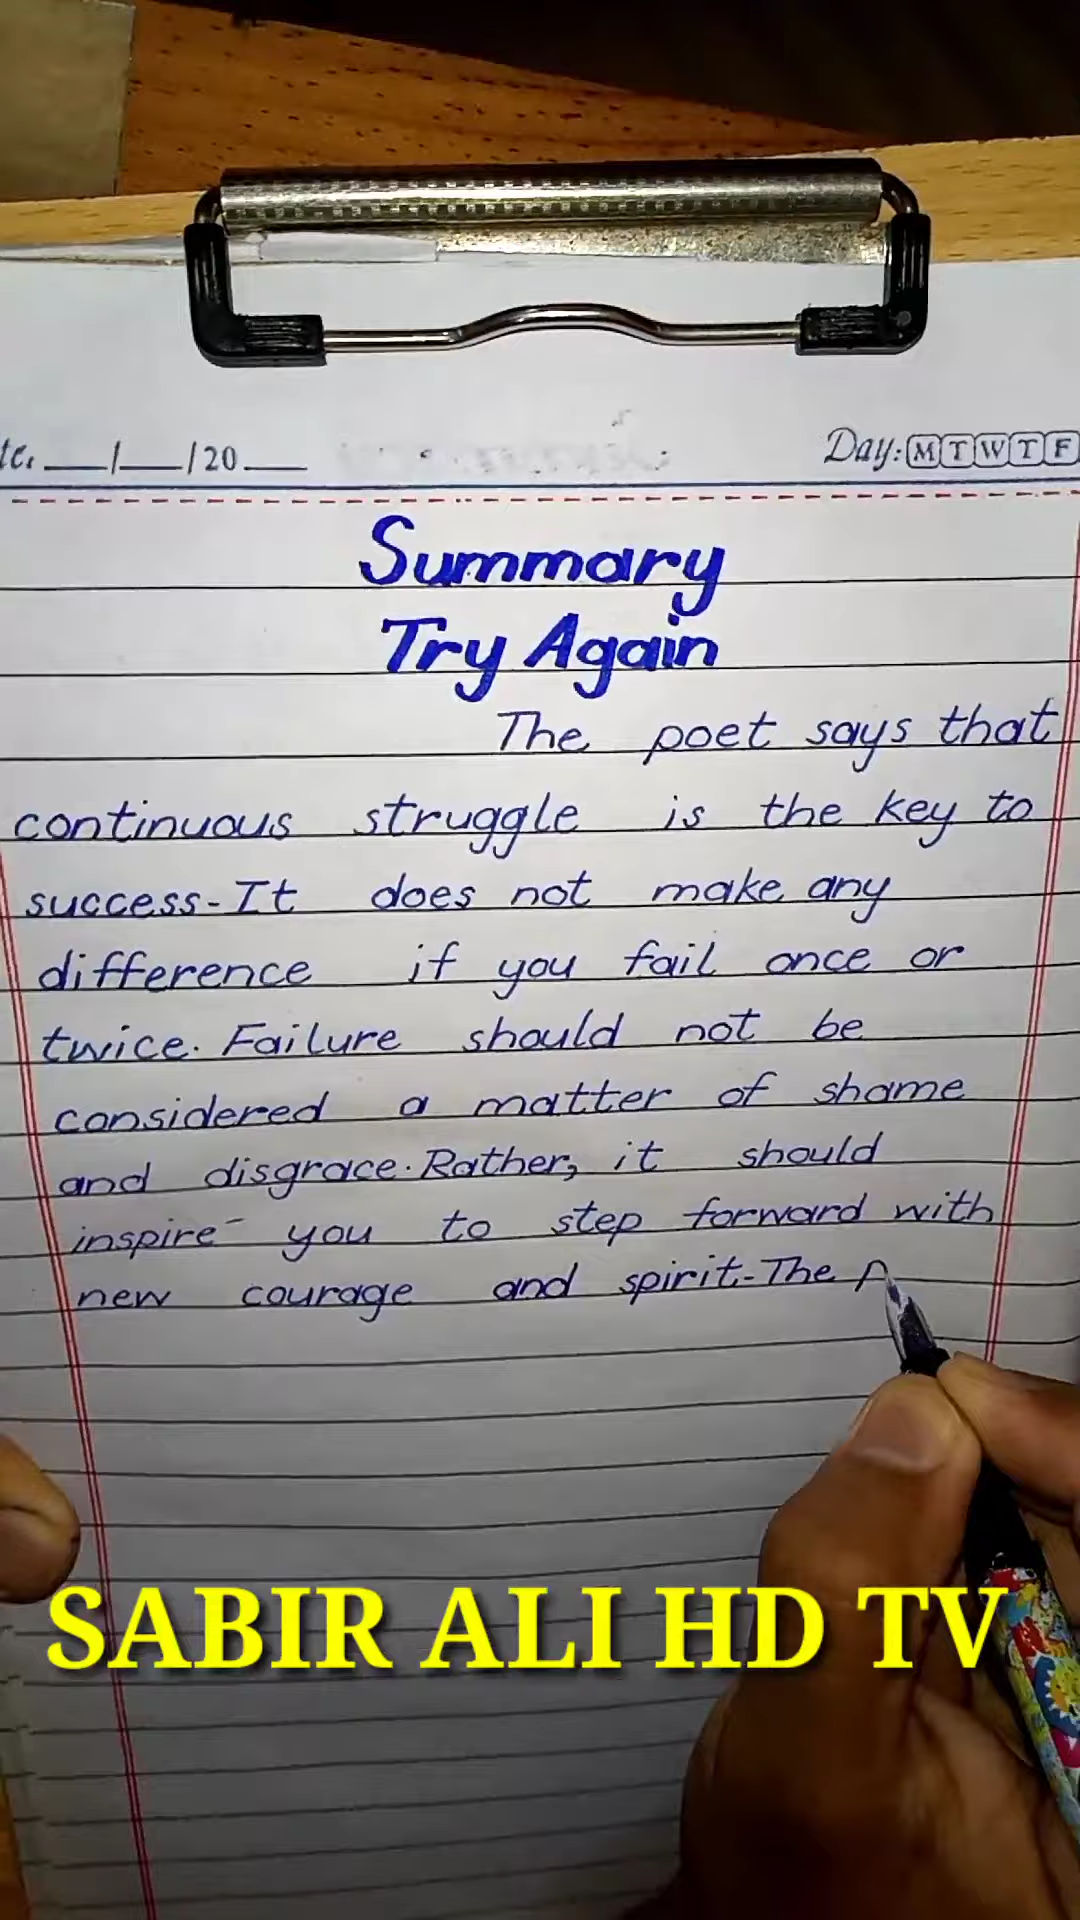 te. ___/___/20___
Day: M T W T F
Summary
Try Again
The poet says that
continuous struggle is the key to
success-It does not make any
difference if you fail once or
twice. Failure should not be
considered a matter of shame
and disgrace. Rather, it should
inspire you to step forward with
new courage and spirit-The
SABIR ALI HD TV